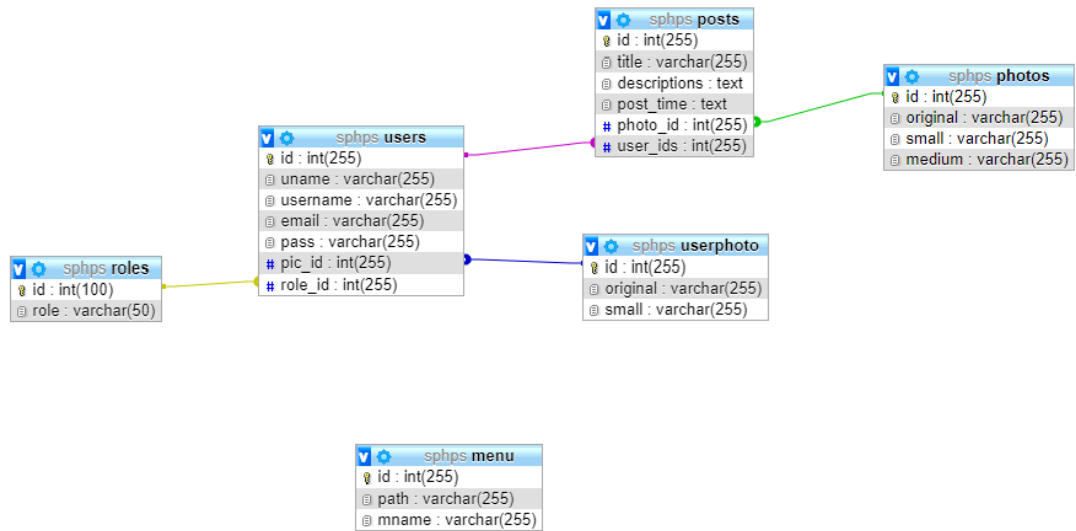 sphps posts
id : int(255)
title : varchar(255)
descriptions : text
post_time : text
photo_id : int(255)
user_ids : int(255)
sphps photos
id : int(255)
original : varchar(255)
small : varchar(255)
medium : varchar(255)
sphps users
id : int(255)
uname : varchar(255)
username : varchar(255)
email : varchar(255)
pass : varchar(255)
pic_id : int(255)
role_id : int(255)
sphps userphoto
id : int(255)
original : varchar(255)
small : varchar(255)
sphps roles
id : int(100)
role : varchar(50)
sphps menu
id : int(255)
path : varchar(255)
mname : varchar(255)